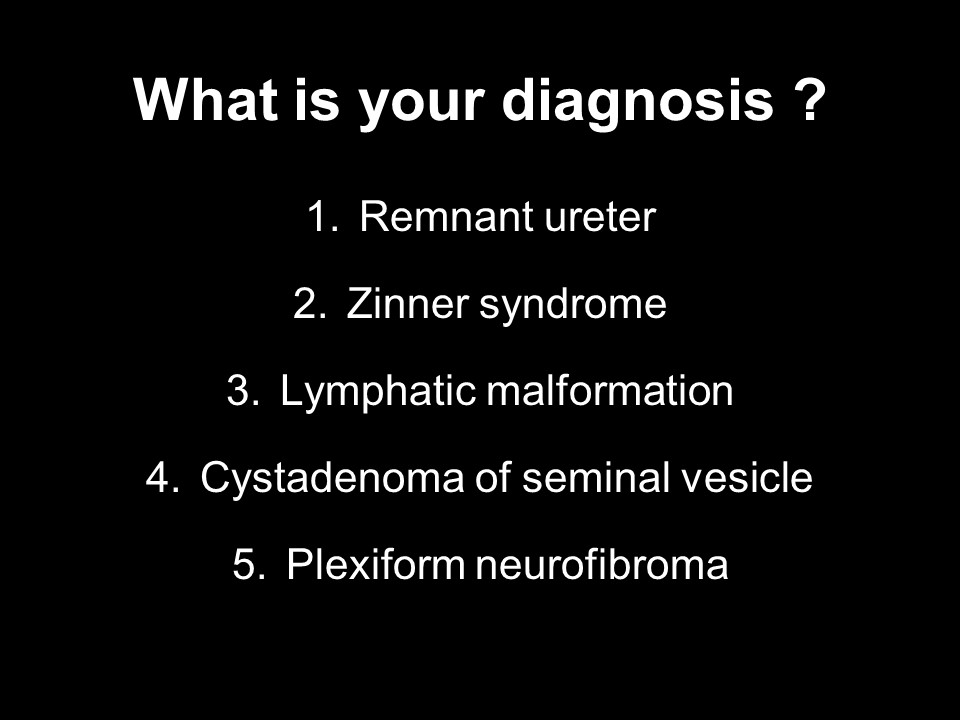 What is your diagnosis ?
1. Remnant ureter
2. Zinner syndrome
3. Lymphatic malformation
4. Cystadenoma of seminal vesicle
5. Plexiform neurofibroma